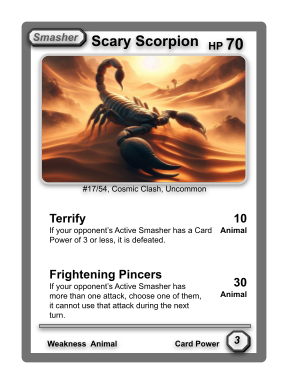 Smasher Scary Scorpion HP 70
#17/54, Cosmic Clash, Uncommon
Terrify 10
If your opponent's Active Smasher has a Card Animal
Power of 3 or less, it is defeated.
Frightening Pincers
If your opponent's Active Smasher has 30
more than one attack, choose one of them, Animal
it cannot use that attack during the next
turn.
Weakness Animal Card Power 3